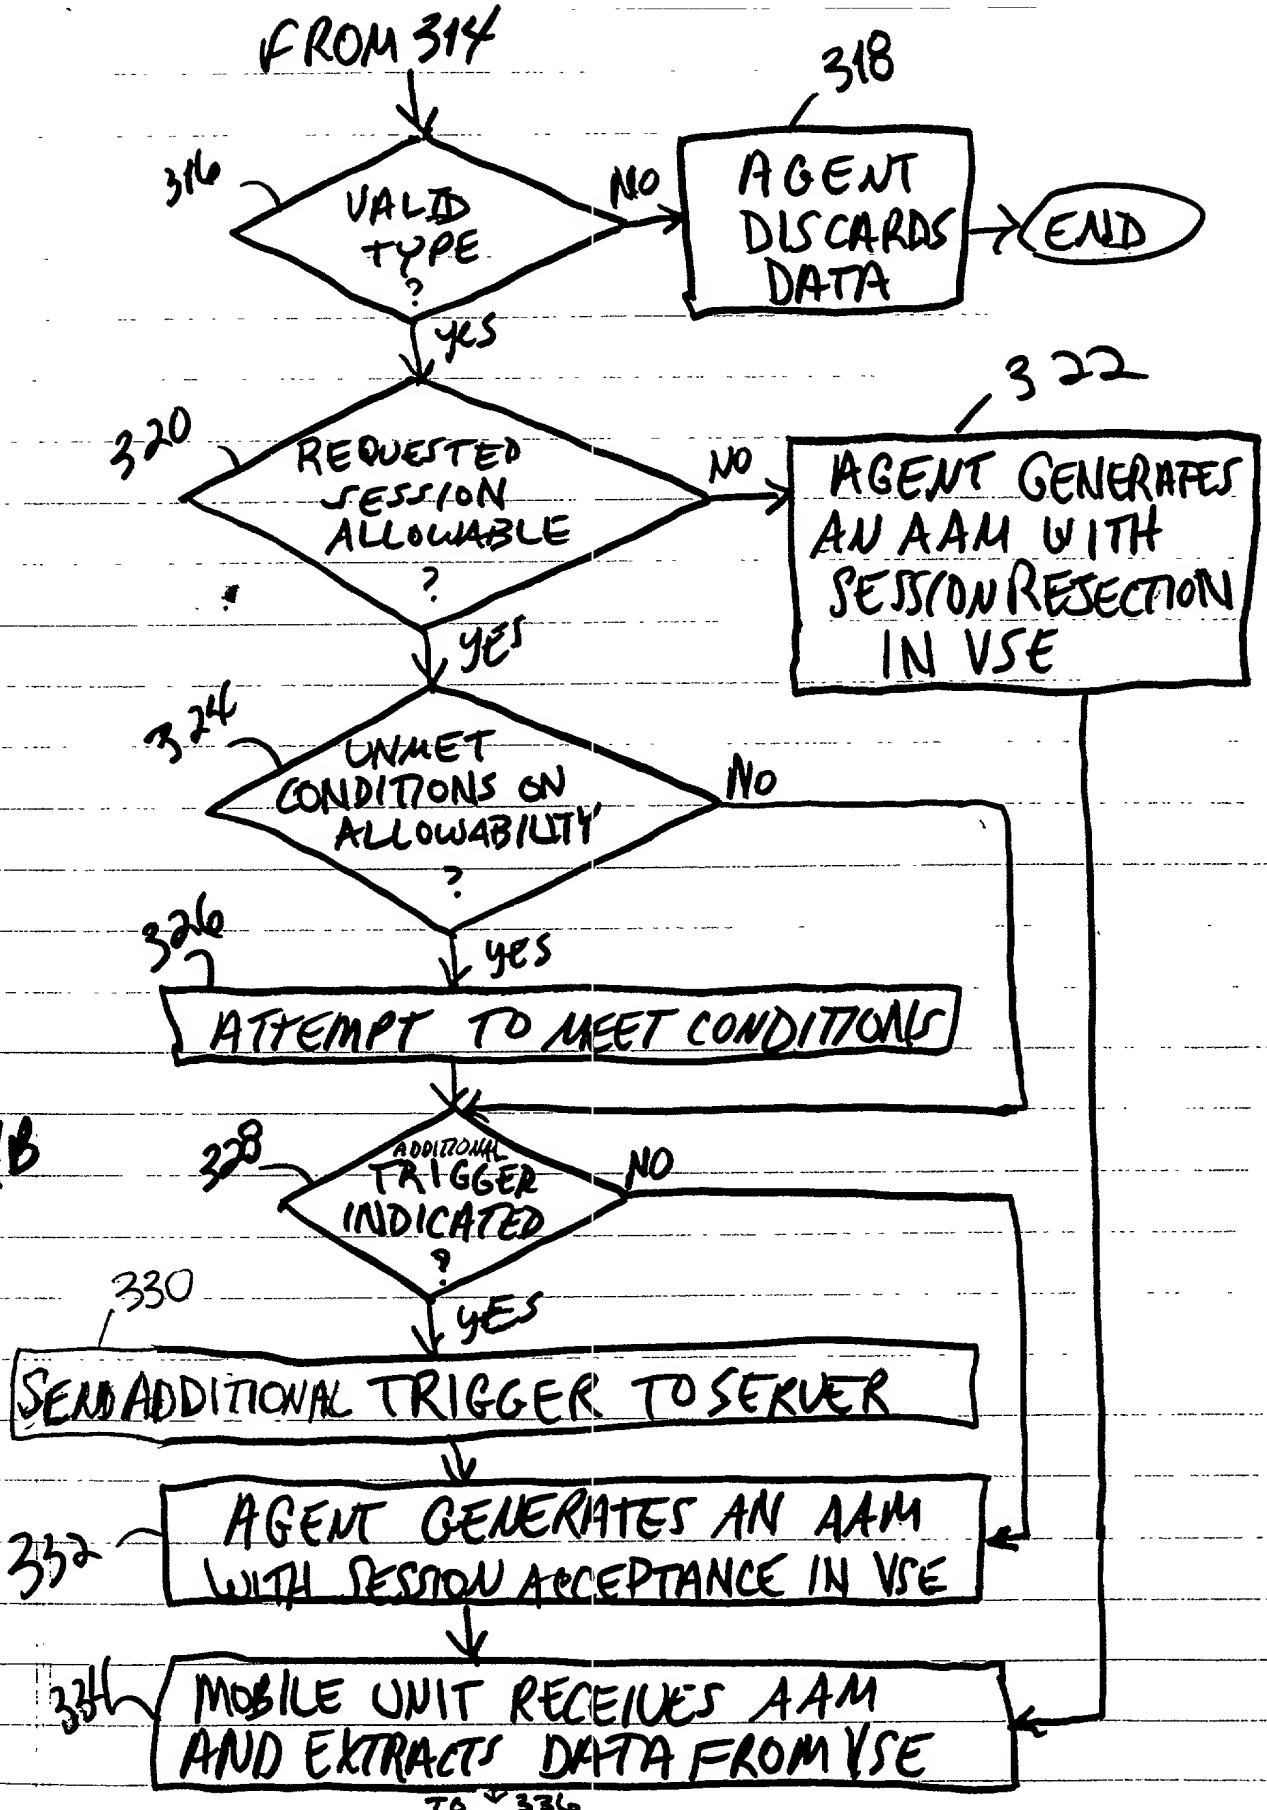 FROM 314
318
316
VALID
TYPE
?
NO
AGENT
DISCARDS
DATA
END
yes
322
320
REQUESTED
SESSION
ALLOWABLE
?
NO
AGENT GENERATES
AN AAM WITH
SESSION REJECTION
IN VSE
yES
324
UNMET
CONDITIONS ON
ALLOWABILITY
?
NO
326
yES
ATTEMPT TO MEET CONDITIONS
B
328
ADDITIONAL
TRIGGER
INDICATED
?
NO
330
yES
SEND ADDITIONAL TRIGGER TO SERVER
332
AGENT GENERATES AN AAM
WITH SESSION ACCEPTANCE IN VSE
334
MOBILE UNIT RECEIVES AAM
AND EXTRACTS DATA FROM VSE
TO 336